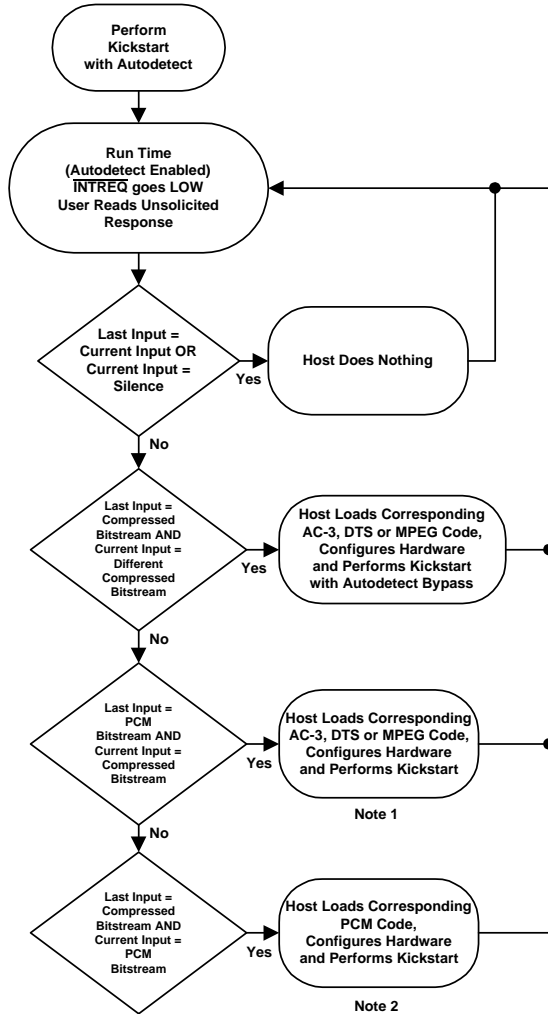 Perform
Kickstart
with Autodetect
Run Time
(Autodetect Enabled)
INTREQ goes LOW
User Reads Unsolicited
Response
Last Input =
Current Input OR
Current Input =
Silence
Yes
Host Does Nothing
No
Last Input =
Compressed
Bitstream AND
Current Input =
Different
Compressed
Bitstream
Yes
Host Loads Corresponding
AC-3, DTS or MPEG Code,
Configures Hardware
and Performs Kickstart
with Autodetect Bypass
No
Last Input =
PCM
Bitstream AND
Current Input =
Compressed
Bitstream
Yes
Host Loads Corresponding
AC-3, DTS or MPEG Code,
Configures Hardware
and Performs Kickstart
Note 1
No
Last Input =
Compressed
Bitstream AND
Current Input =
PCM
Bitstream
Yes
Host Loads Corresponding
PCM Code,
Configures Hardware
and Performs Kickstart
Note 2